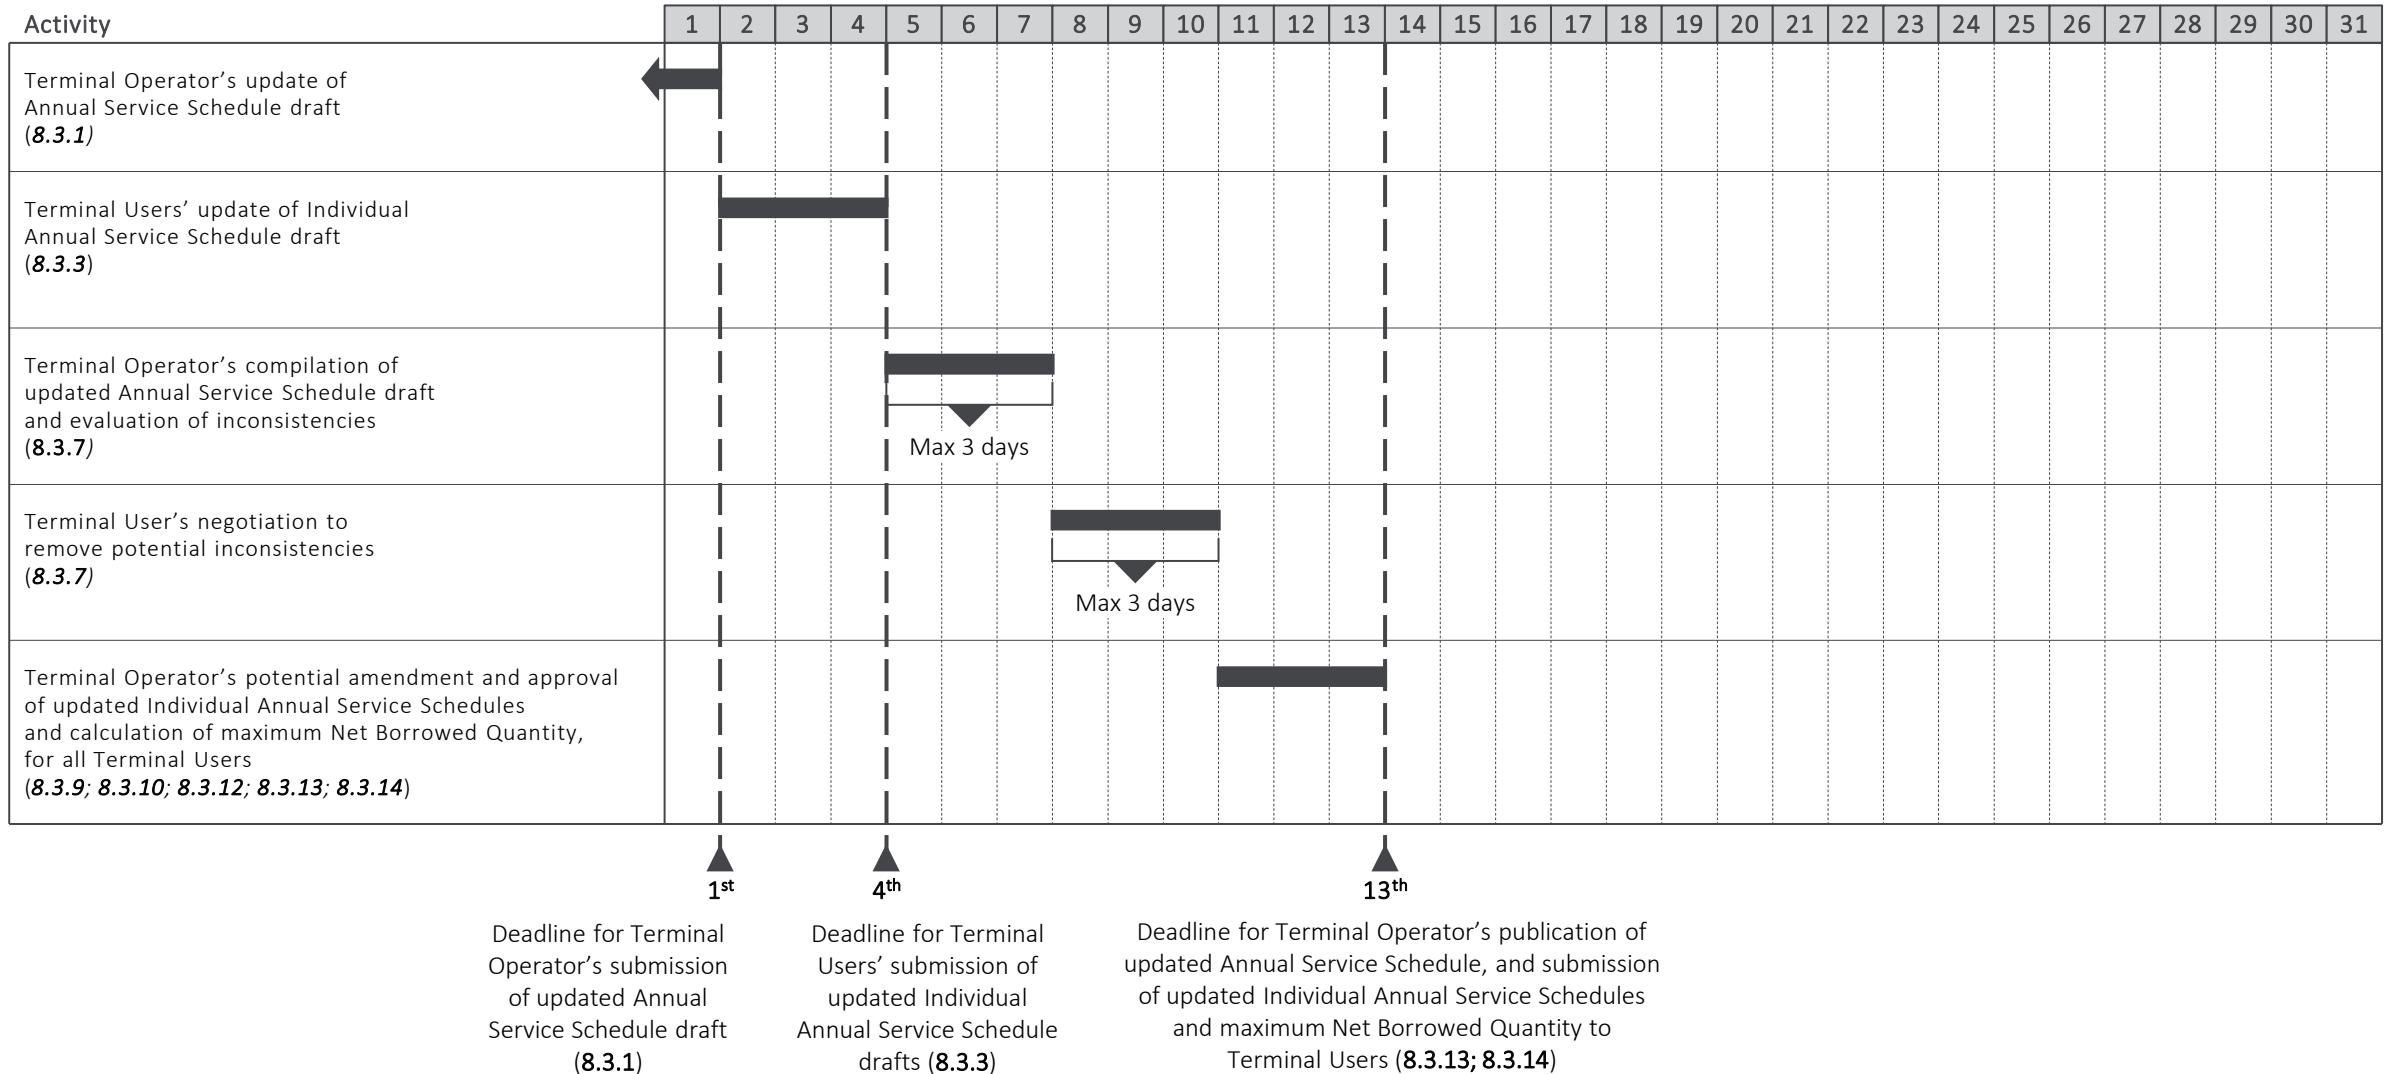 Activity 1 2 3 4 5 6 7 8 9 10 11 12 13 14 15 16 17 18 19 20 21 22 23 24 25 26 27 28 29 30 31
Terminal Operator’s update of
Annual Service Schedule draft
(8.3.1)
Terminal Users’ update of Individual
Annual Service Schedule draft
(8.3.3)
Terminal Operator’s compilation of
updated Annual Service Schedule draft
and evaluation of inconsistencies
(8.3.7)
Max 3 days
Terminal User’s negotiation to
remove potential inconsistencies
(8.3.7)
Max 3 days
Terminal Operator’s potential amendment and approval
of updated Individual Annual Service Schedules
and calculation of maximum Net Borrowed Quantity,
for all Terminal Users
(8.3.9; 8.3.10; 8.3.12; 8.3.13; 8.3.14)
1st
Deadline for Terminal
Operator’s submission
of updated Annual
Service Schedule draft
(8.3.1)
4th
Deadline for Terminal
Users’ submission of
updated Individual
Annual Service Schedule
drafts (8.3.3)
13th
Deadline for Terminal Operator’s publication of
updated Annual Service Schedule, and submission
of updated Individual Annual Service Schedules
and maximum Net Borrowed Quantity to
Terminal Users (8.3.13; 8.3.14)